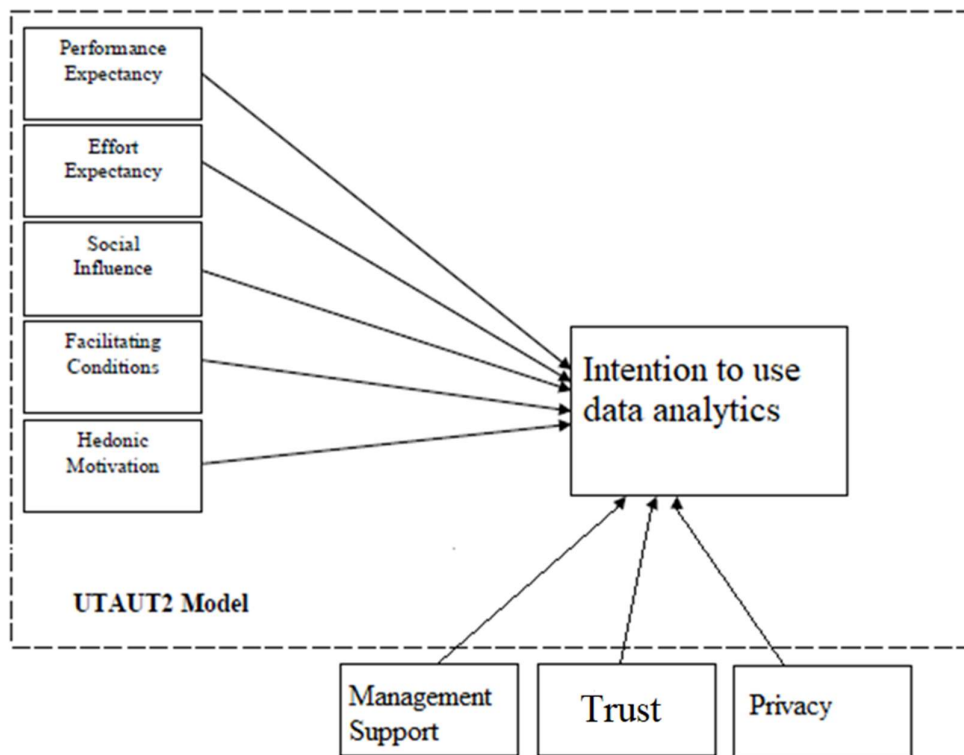 Performance
Expectancy
Effort
Expectancy
Social
Influence
Facilitating
Conditions
Hedonic
Motivation
Intention to use
data analytics
UTAUT2 Model
Management
Support
Trust
Privacy